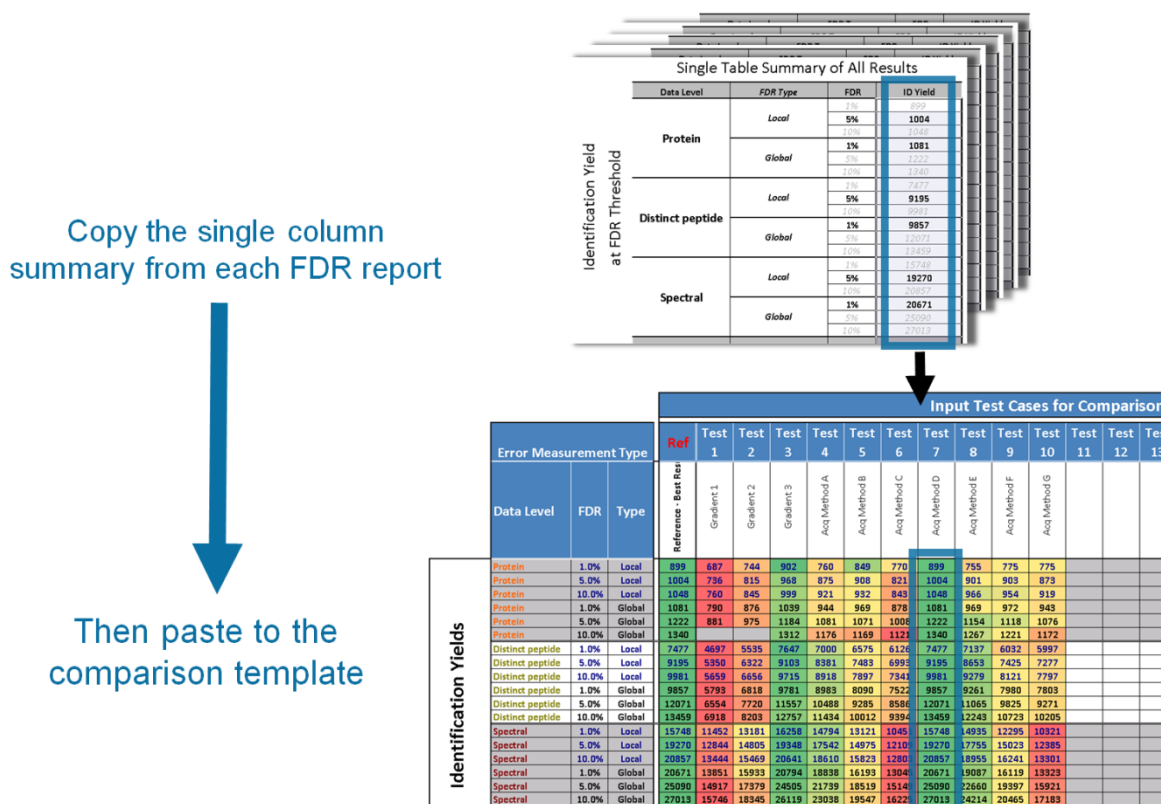 Single Table Summary of All Results
Data Level FDR Type FDR ID Yield
1% 899
Local 5% 1004
10% 1048
Protein
1% 1081
Global 5% 1222
10% 1340
1% 7477
Local 5% 9195
10% 9981
Distinct peptide
1% 9857
Global 5% 12071
10% 13459
1% 15748
Local 5% 19270
10% 20857
Spectral
1% 20671
Global 5% 25090
10% 27013
Identification Yield
at FDR Threshold
Copy the single column
summary from each FDR report
Then paste to the
comparison template
Input Test Cases for Comparison
Error Measurement Type Ref Test 1 Test 2 Test 3 Test 4 Test 5 Test 6 Test 7 Test 8 Test 9 Test 10 Test 11 Test 12 Test 13
Data Level FDR Type Reference - Best Res Gradient 1 Gradient 2 Gradient 3 Acq Method A Acq Method B Acq Method C Acq Method D Acq Method E Acq Method F Acq Method G
Identification Yields
Protein 1.0% Local 899 687 744 902 760 849 770 899 755 775 775
Protein 5.0% Local 1004 736 815 968 875 908 821 1004 901 903 873
Protein 10.0% Local 1048 760 845 999 921 932 843 1048 966 954 919
Protein 1.0% Global 1081 790 876 1039 944 969 878 1081 969 972 943
Protein 5.0% Global 1222 881 975 1184 1081 1071 1008 1222 1154 1118 1076
Protein 10.0% Global 1340 1312 1176 1169 1121 1340 1267 1221 1172
Distinct peptide 1.0% Local 7477 4697 5535 7647 7000 6575 6126 7477 7137 6032 5997
Distinct peptide 5.0% Local 9195 5350 6322 9103 8381 7483 6993 9195 8653 7425 7277
Distinct peptide 10.0% Local 9981 5659 6656 9715 8918 7897 7341 9981 9279 8121 7797
Distinct peptide 1.0% Global 9857 5793 6818 9781 8983 8090 7522 9857 9261 7980 7803
Distinct peptide 5.0% Global 12071 6554 7720 11557 10488 9285 8586 12071 11065 9825 9271
Distinct peptide 10.0% Global 13459 6918 8203 12757 11434 10012 9394 13459 12243 10723 10205
Spectral 1.0% Local 15748 11452 13181 16258 14794 13121 1045 15748 14935 12295 10321
Spectral 5.0% Local 19270 12844 14805 19348 17542 14975 1210 19270 17755 15023 12385
Spectral 10.0% Local 20857 13444 15469 20641 18610 15823 1280 20857 18955 16241 13301
Spectral 1.0% Global 20671 13851 15933 20794 18838 16193 1304 20671 19087 16119 13323
Spectral 5.0% Global 25090 14917 17379 24505 21739 18519 1514 25090 22660 19397 15921
Spectral 10.0% Global 27013 15746 18345 26119 23038 19547 1622 27013 24214 20465 17183